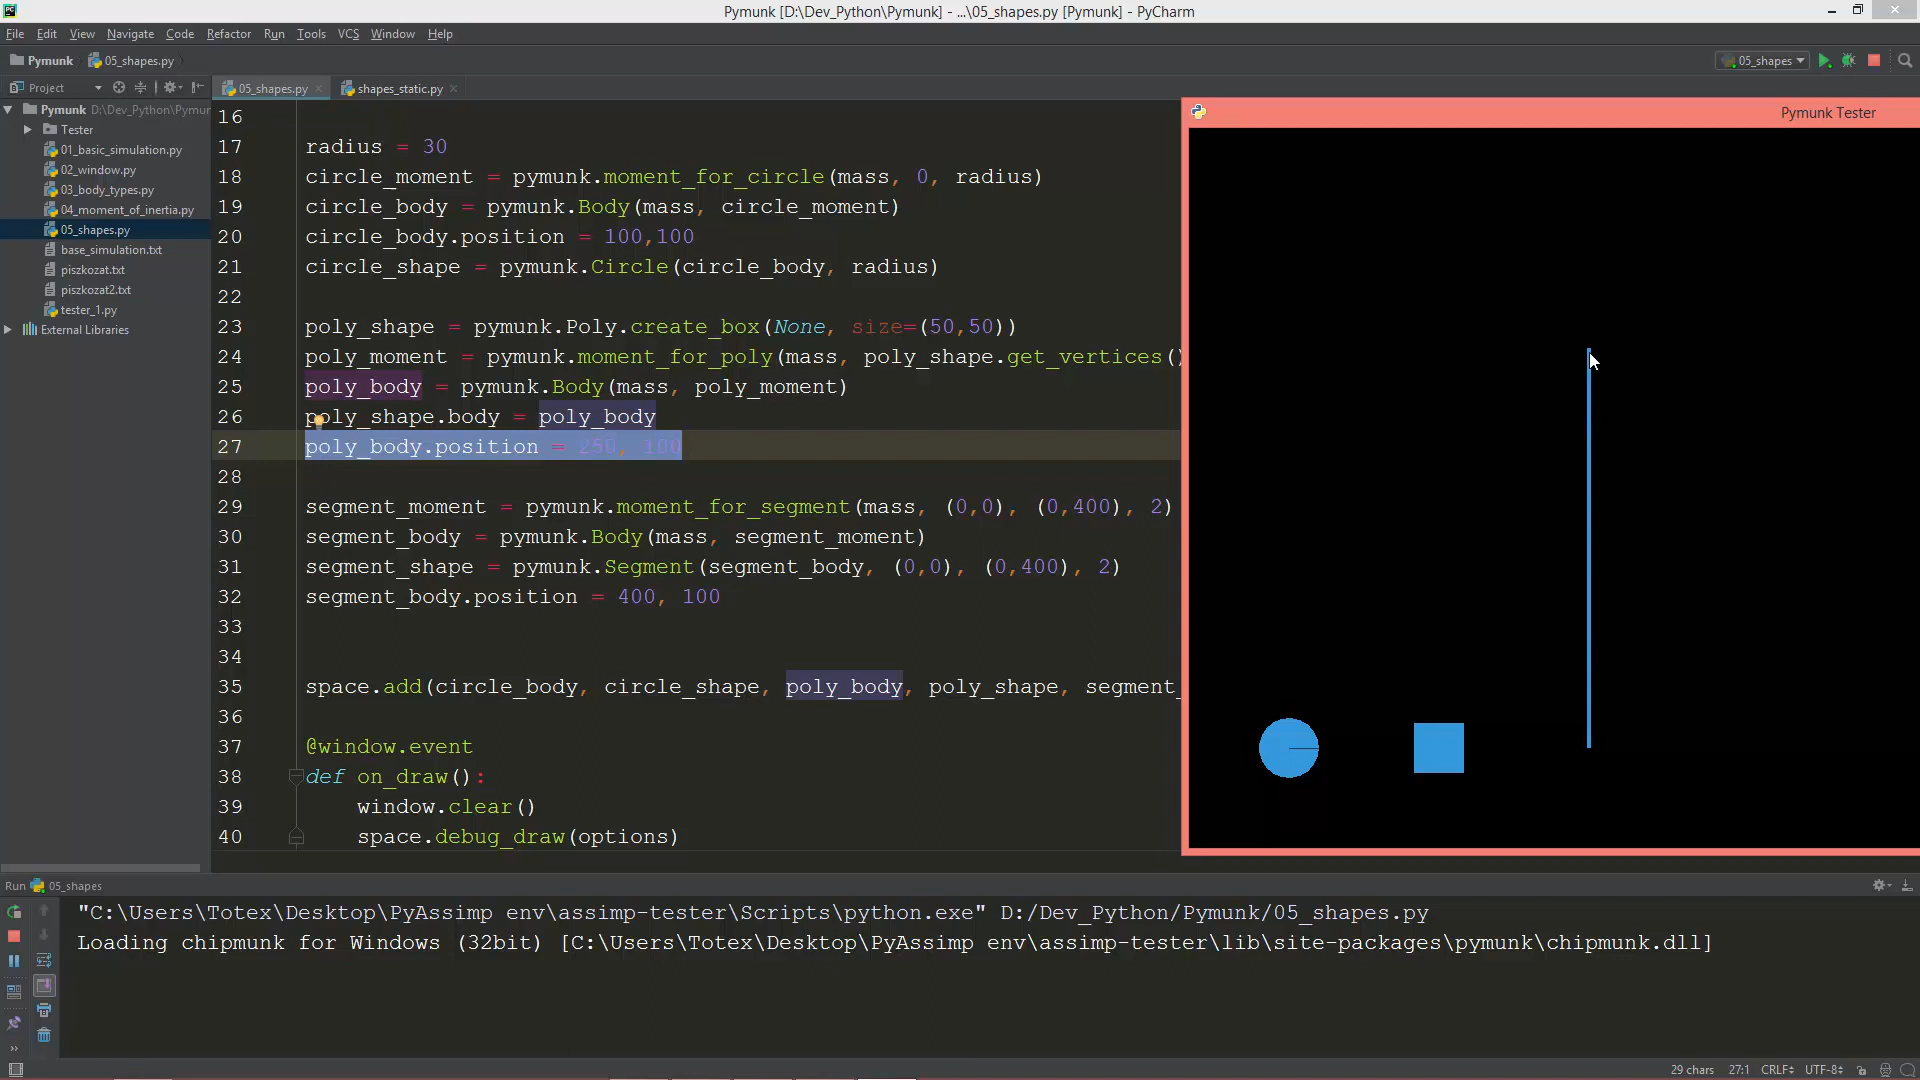 Pymunk [D:\Dev_Python\Pymunk] - ...\05_shapes.py [Pymunk] - PyCharm
File Edit View Navigate Code Refactor Run Tools VCS Window Help
Pymunk 05_shapes.py
05_shapes
Project
05_shapes.py
shapes_static.py
Pymunk D:\Dev_Python\Pymun
Tester
01_basic_simulation.py
02_window.py
03_body_types.py
04_moment_of_inertia.py
05_shapes.py
base_simulation.txt
piszkozat.txt
piszkozat2.txt
tester_1.py
External Libraries
16
17 radius = 30
18 circle_moment = pymunk.moment_for_circle(mass, 0, radius)
19 circle_body = pymunk.Body(mass, circle_moment)
20 circle_body.position = 100,100
21 circle_shape = pymunk.Circle(circle_body, radius)
22
23 poly_shape = pymunk.Poly.create_box(None, size=(50,50))
24 poly_moment = pymunk.moment_for_poly(mass, poly_shape.get_vertices()
25 poly_body = pymunk.Body(mass, poly_moment)
26 poly_shape.body = poly_body
27 poly_body.position = 250, 100
28
29 segment_moment = pymunk.moment_for_segment(mass, (0,0), (0,400), 2)
30 segment_body = pymunk.Body(mass, segment_moment)
31 segment_shape = pymunk.Segment(segment_body, (0,0), (0,400), 2)
32 segment_body.position = 400, 100
33
34
35 space.add(circle_body, circle_shape, poly_body, poly_shape, segment_
36
37 @window.event
38 def on_draw():
39 window.clear()
40 space.debug_draw(options)
Pymunk Tester
Run 05_shapes
"C:\Users\Totex\Desktop\PyAssimp env\assimp-tester\Scripts\python.exe" D:/Dev_Python/Pymunk/05_shapes.py
Loading chipmunk for Windows (32bit) [C:\Users\Totex\Desktop\PyAssimp env\assimp-tester\lib\site-packages\pymunk\chipmunk.dll]
29 chars 27:1 CRLF UTF-8